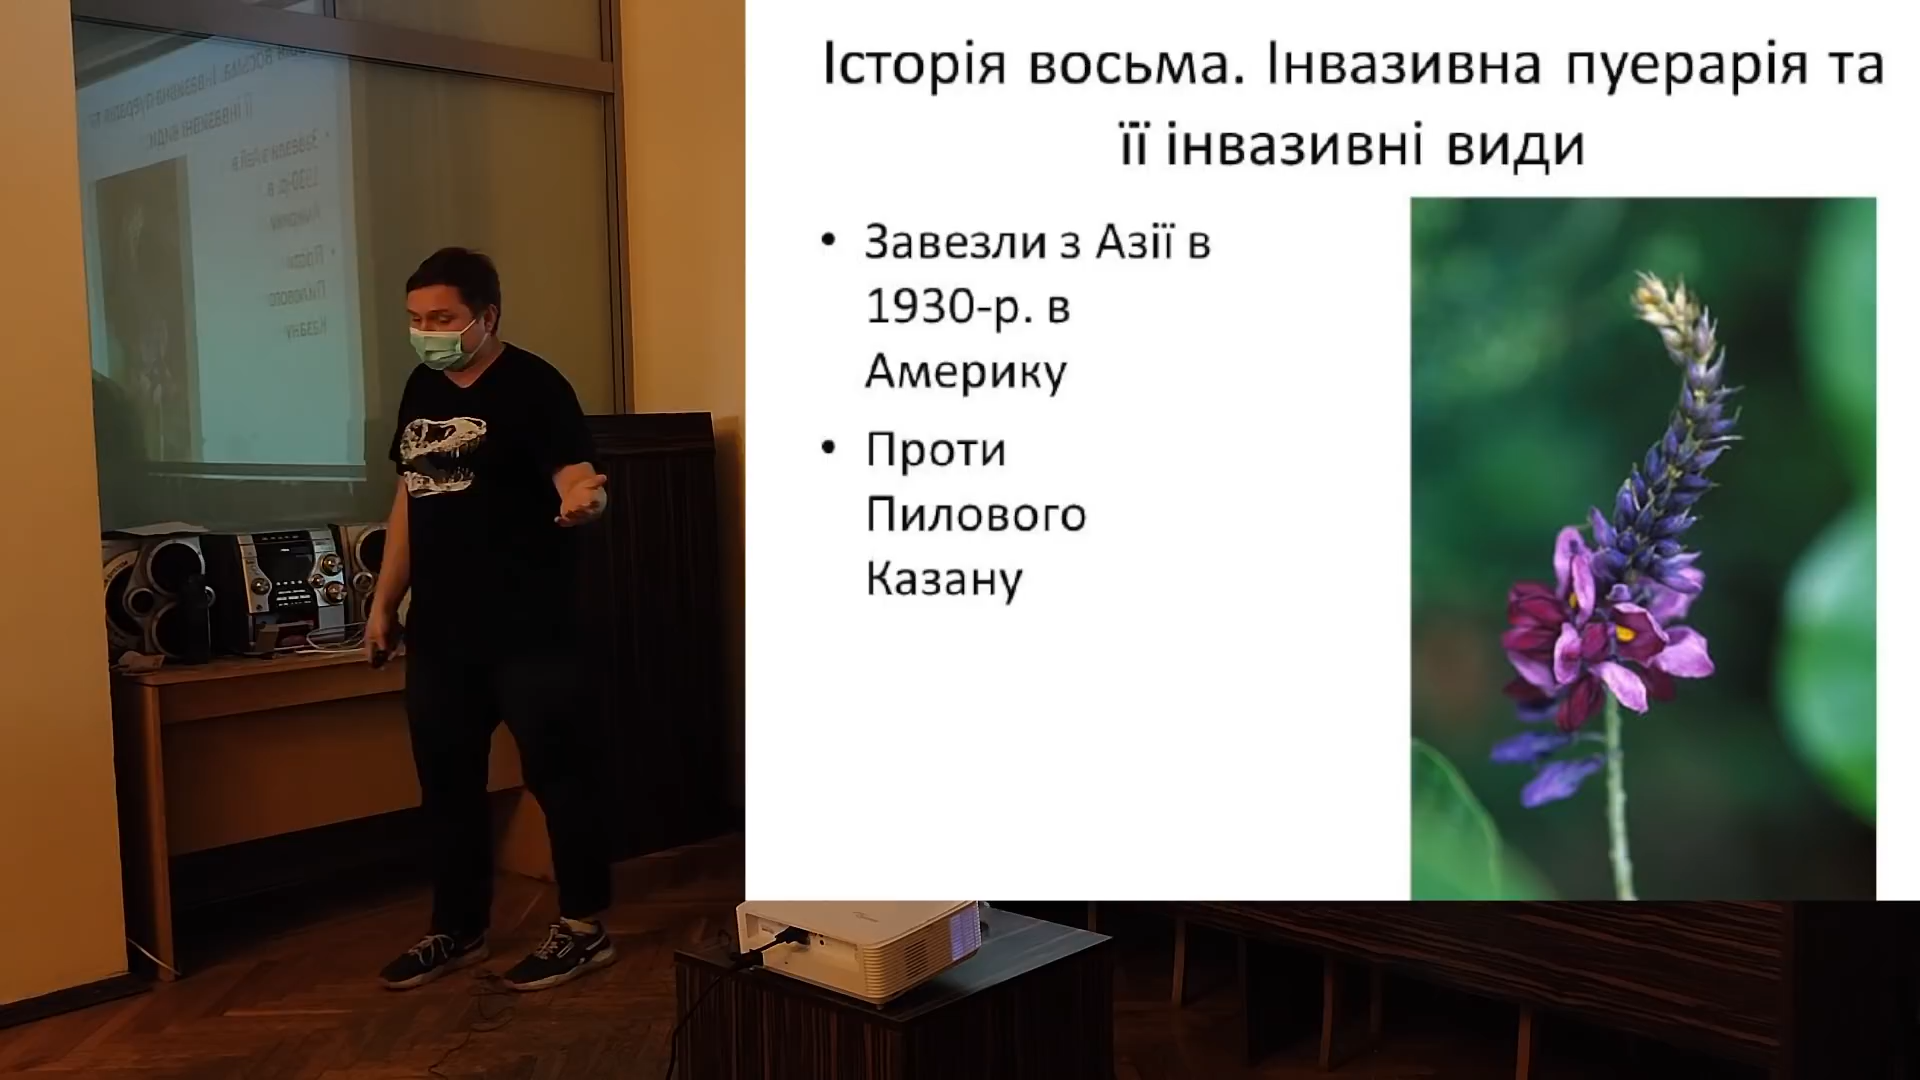 Історія восьма. Інвазивна пуерарія та
її інвазивні види
• Завезли з Азії в
1930-р. в
Америку
• Проти
Пилового
Казану